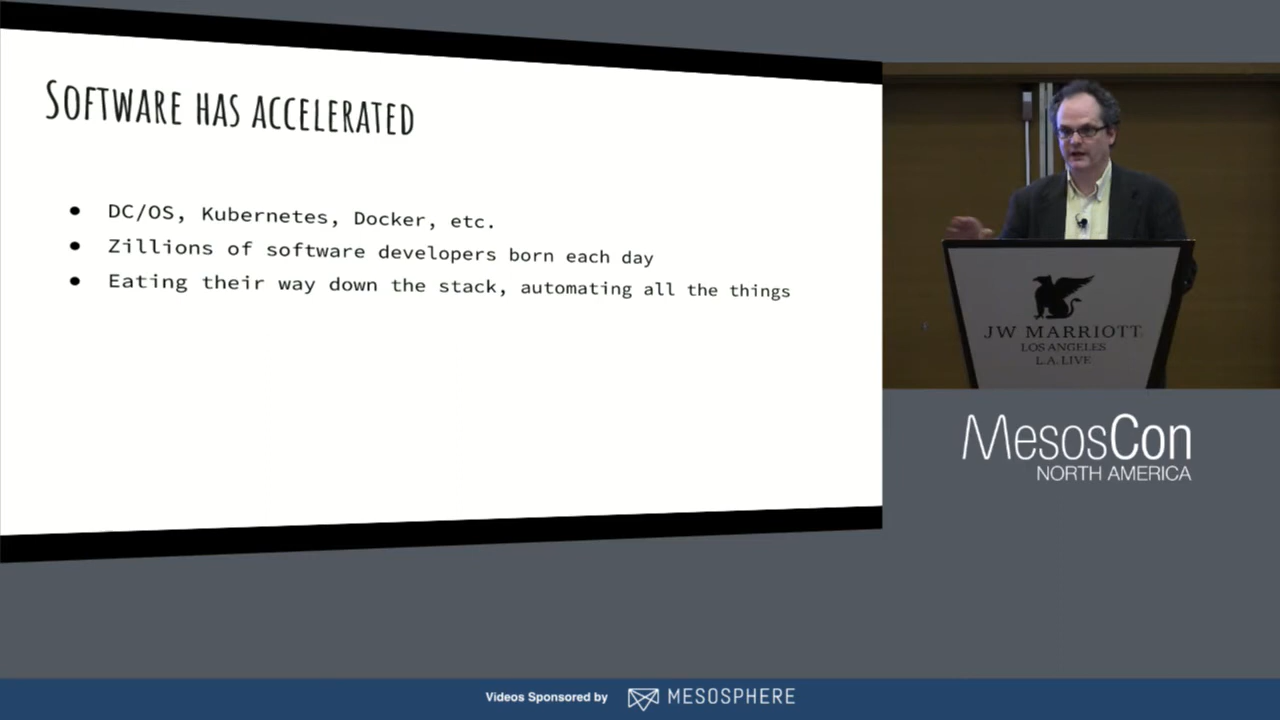 Software has accelerated
DC/OS, Kubernetes, Docker, etc.
Zillions of software developers born each day
Eating their way down the stack, automating all the things
JW MARRIOTT
LOS ANGELES
L.A. LIVE
MesosCon
NORTH AMERICA
Videos Sponsored by MESOSPHERE